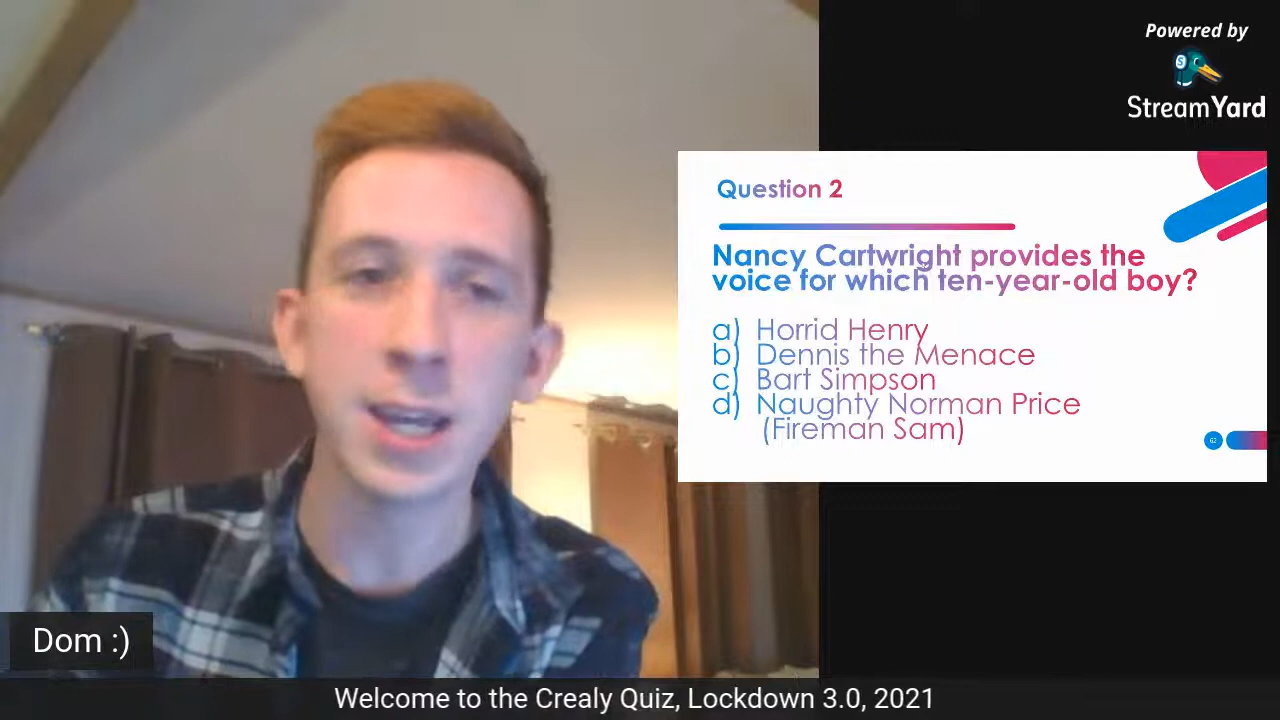 Powered by
StreamYard
Question 2
Nancy Cartwright provides the
voice for which ten-year-old boy?
a) Horrid Henry
b) Dennis the Menace
c) Bart Simpson
d) Naughty Norman Price
(Fireman Sam)
62
Dom :)
Welcome to the Crealy Quiz, Lockdown 3.0, 2021